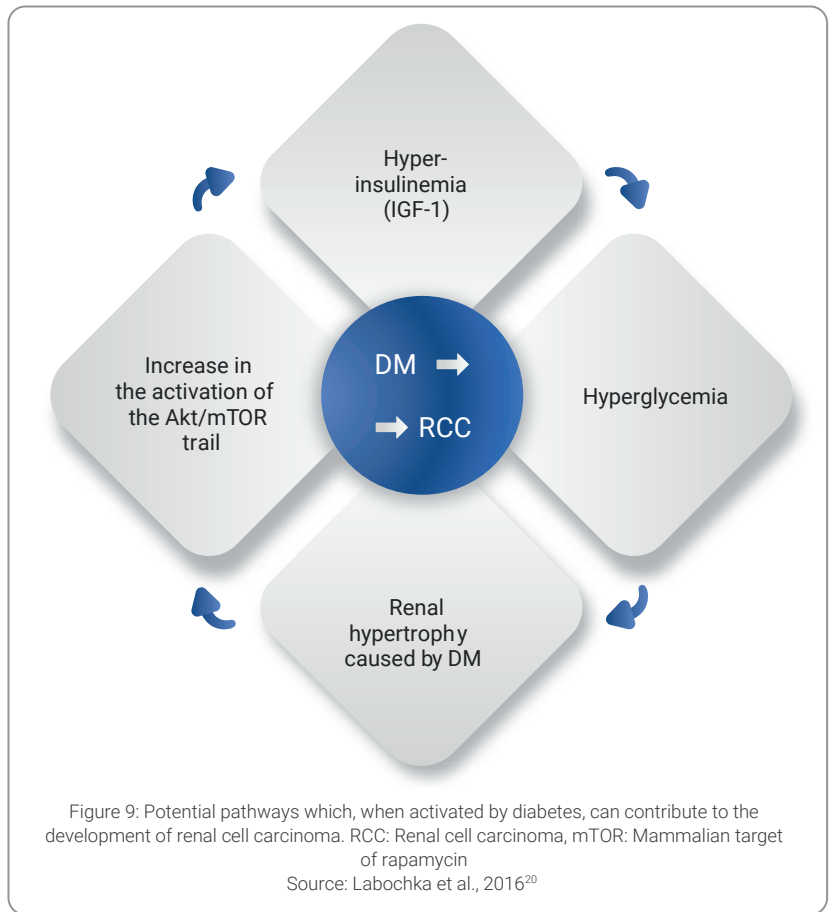 Hyper-
insulinemia
(IGF-1)
Increase in
the activation of
the Akt/mTOR
trail
DM
RCC
Hyperglycemia
Renal
hypertrophy
caused by DM
Figure 9: Potential pathways which, when activated by diabetes, can contribute to the
development of renal cell carcinoma. RCC: Renal cell carcinoma, mTOR: Mammalian target
of rapamycin
Source: Labochka et al., 2016²⁰